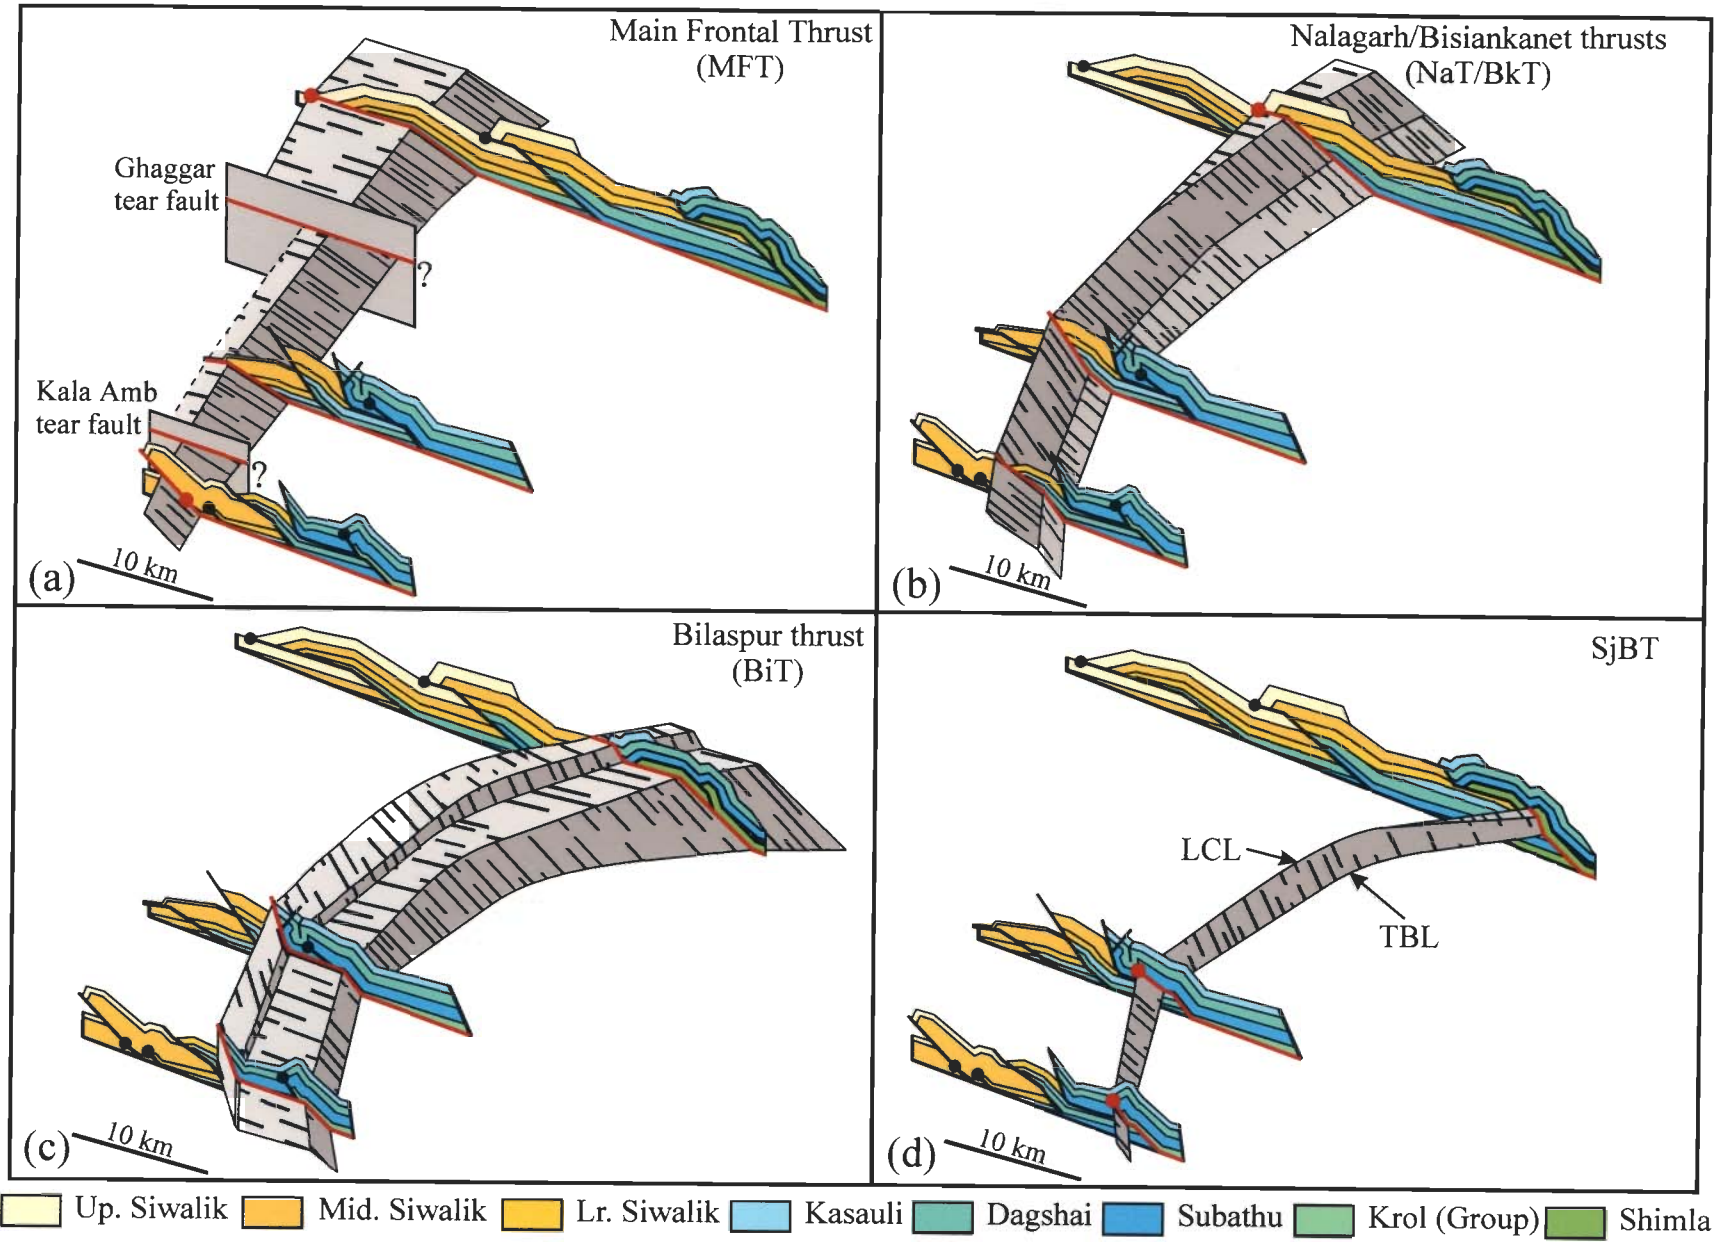 Main Frontal Thrust
(MFT)
Ghaggar
tear fault
?
Kala Amb
tear fault
?
10 km
(a)
Nalagarh/Bisiankanet thrusts
(NaT/BkT)
10 km
(b)
Bilaspur thrust
(BiT)
10 km
(c)
SjBT
LCL
TBL
10 km
(d)
Up. Siwalik
Mid. Siwalik
Lr. Siwalik
Kasauli
Dagshai
Subathu
Krol (Group)
Shimla